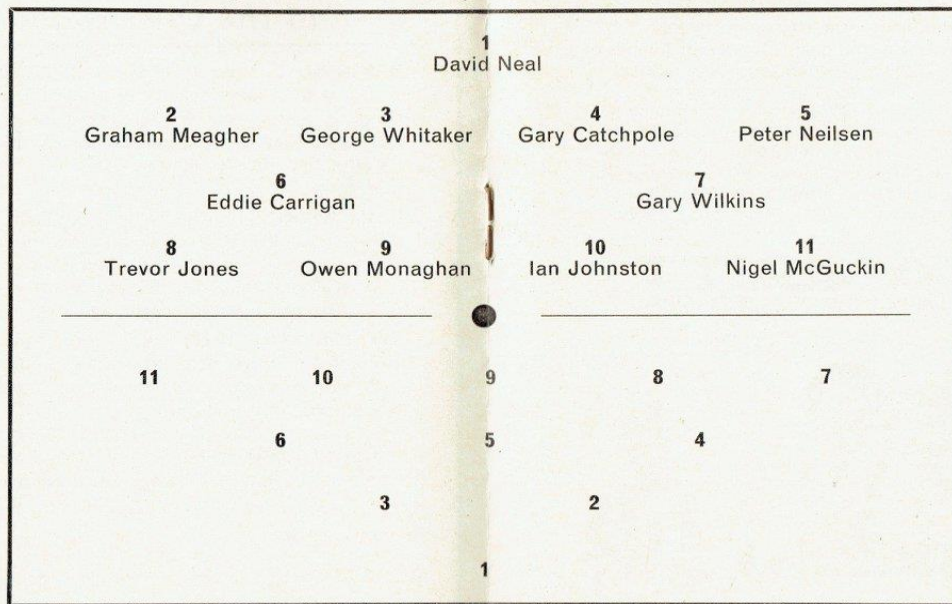 1
David Neal
2 3 4 5
Graham Meagher George Whitaker Gary Catchpole Peter Neilsen
6 7
Eddie Carrigan Gary Wilkins
8 9 10 11
Trevor Jones Owen Monaghan Ian Johnston Nigel McGuckin
11 10 9 8 7
6 5 4
3 2
1